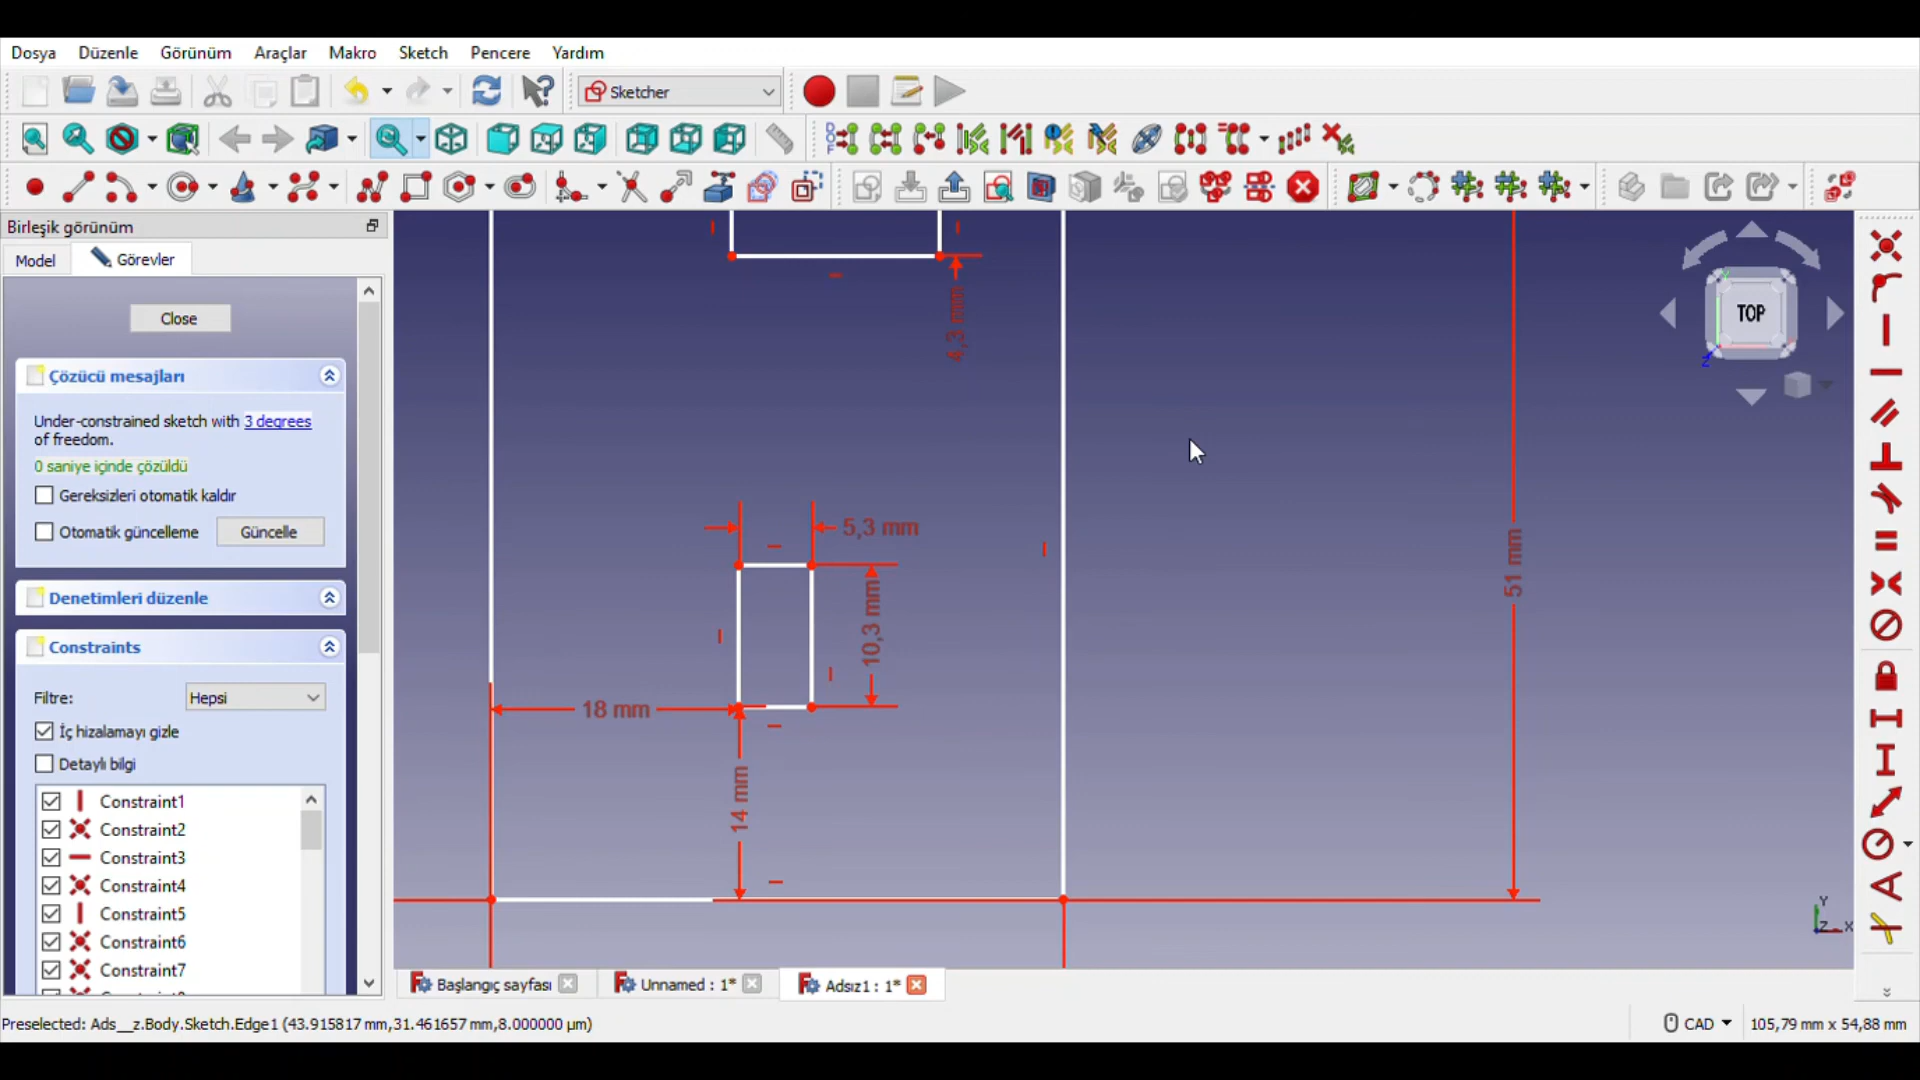 Dosya Düzenle Görünüm Araçlar Makro Sketch Pencere Yardım
Sketcher
Birleşik görünüm
Model Görevler
Close
Çözücü mesajları
Under-constrained sketch with 3 degrees
of freedom.
0 saniye içinde çözüldü
Gereksizleri otomatik kaldır
Otomatik güncelleme Güncelle
Denetimleri düzenle
Constraints
Filtre: Hepsi
İç hizalamayı gizle
Detaylı bilgi
Constraint1
Constraint2
Constraint3
Constraint4
Constraint5
Constraint6
Constraint7
4,3 mm
5,3 mm
10,3 mm
18 mm
14 mm
51 mm
TOP
Z
Y
Z
X
Başlangıç sayfası Unnamed : 1* Adsız1 : 1*
Preselected: Ads__z.Body.Sketch.Edge1 (43.915817 mm,31.461657 mm,8.000000 µm)
CAD 105,79 mm x 54,88 mm